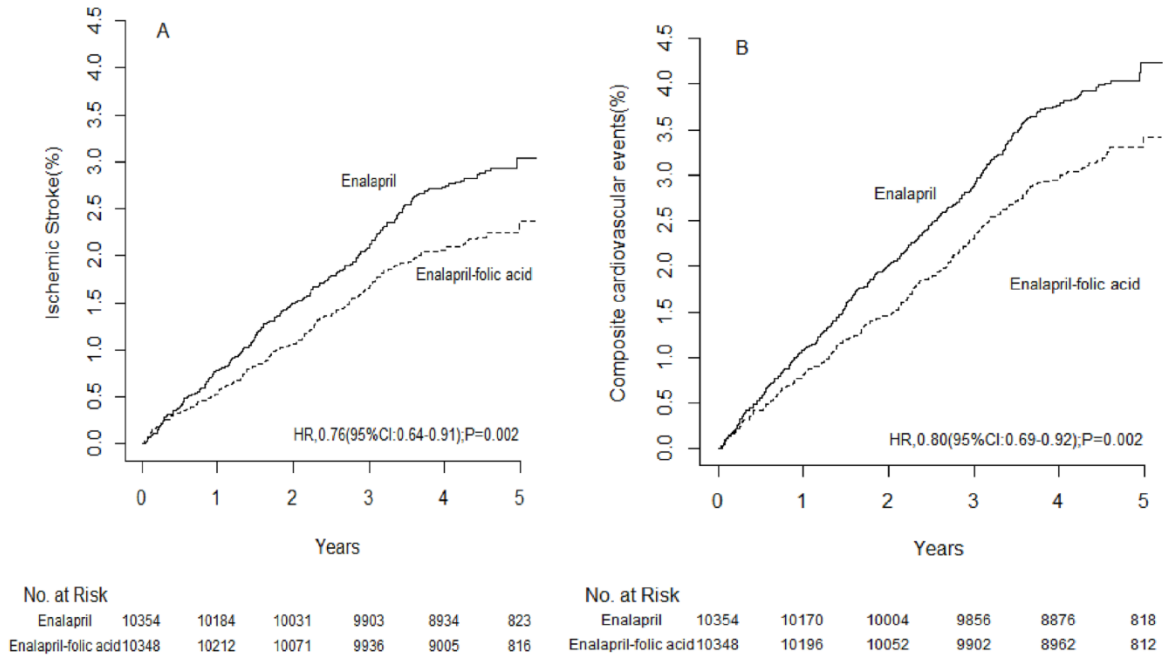 A
Ischemic Stroke(%)
4.5
4.0
3.5
3.0
2.5
2.0
1.5
1.0
0.5
0.0
Enalapril
Enalapril-folic acid
HR,0.76(95%CI:0.64-0.91);P=0.002
0 1 2 3 4 5
Years
No. at Risk
Enalapril 10354 10184 10031 9903 8934 823
Enalapril-folic acid10348 10212 10071 9936 9005 816
B
Composite cardiovascular events(%)
4.5
4.0
3.5
3.0
2.5
2.0
1.5
1.0
0.5
0.0
Enalapril
Enalapril-folic acid
HR,0.80(95%CI:0.69-0.92);P=0.002
0 1 2 3 4 5
Years
No. at Risk
Enalapril 10354 10170 10004 9856 8876 818
Enalapril-folic acid10348 10196 10052 9902 8962 812